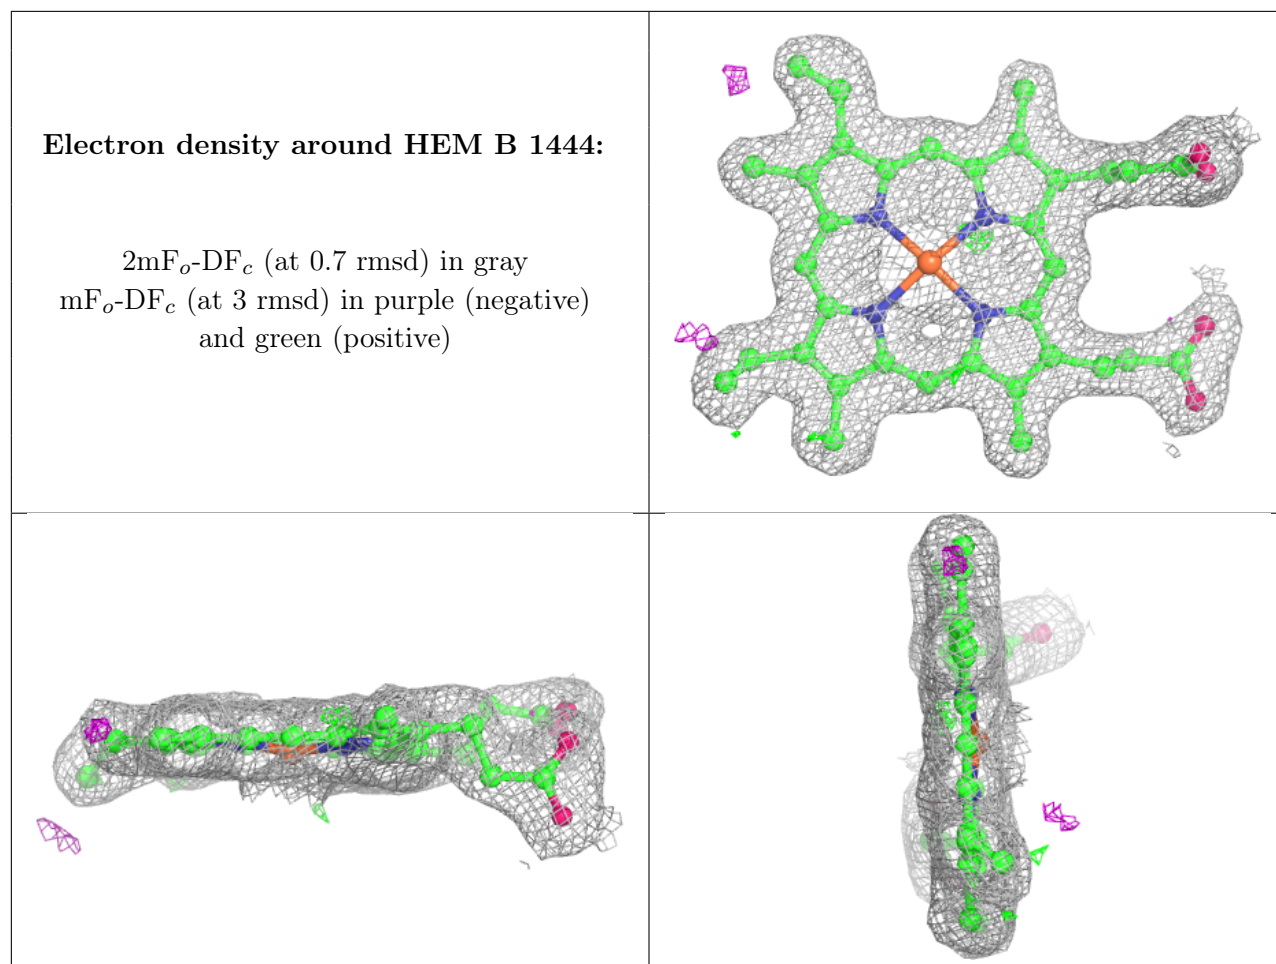 Electron density around HEM B 1444:
2mFo-DFc (at 0.7 rmsd) in gray
mFo-DFc (at 3 rmsd) in purple (negative)
and green (positive)